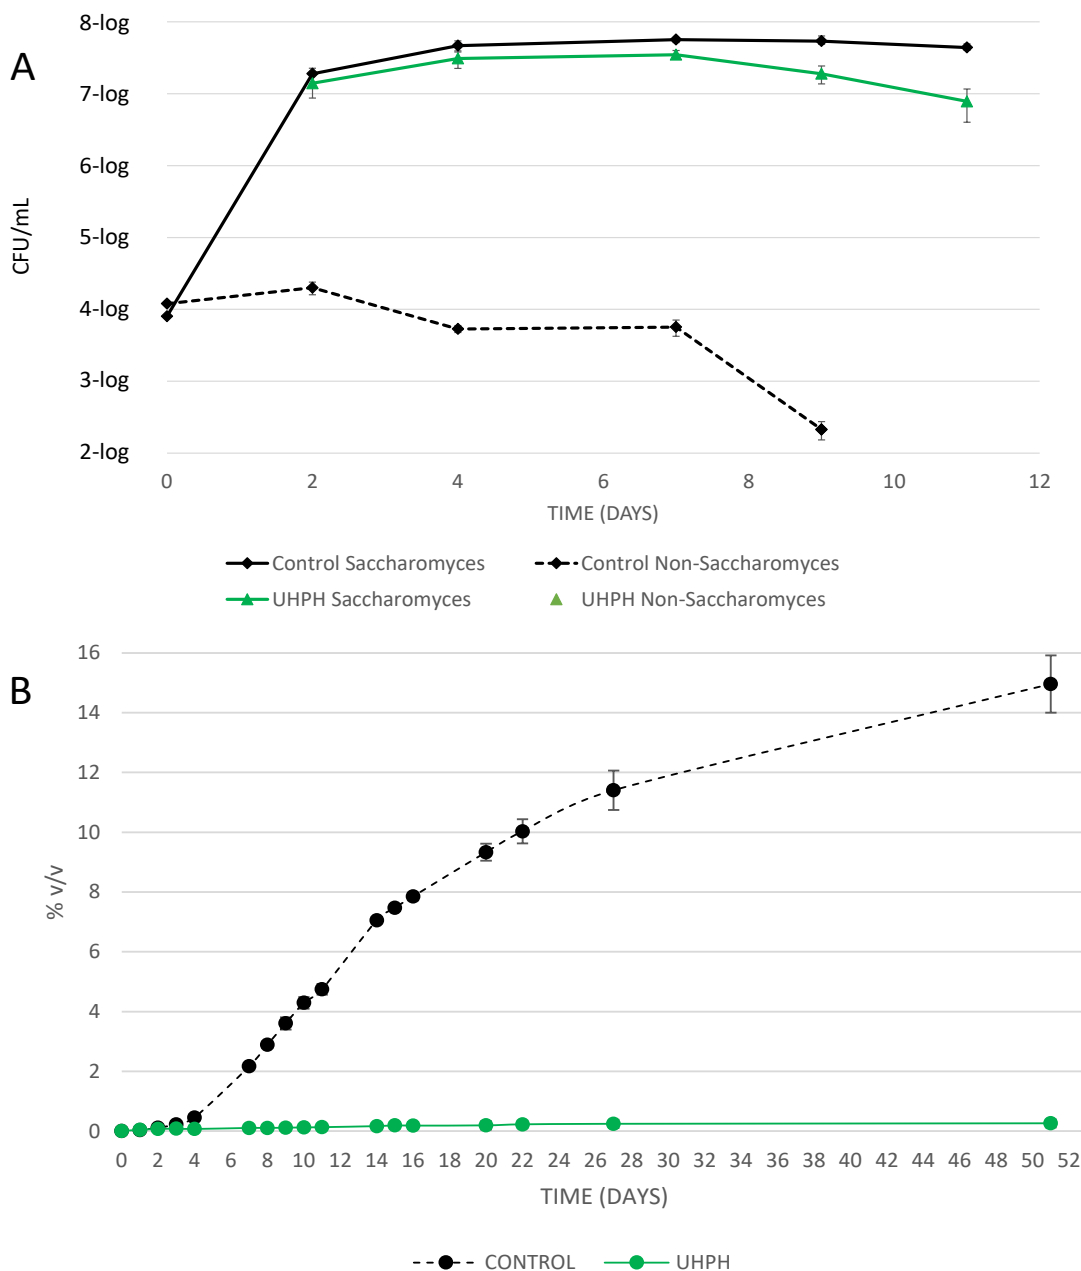 A
8-log
7-log
6-log
5-log
4-log
3-log
2-log
CFU/mL
0 2 4 6 8 10 12
TIME (DAYS)
Control Saccharomyces Control Non-Saccharomyces
UHPH Saccharomyces UHPH Non-Saccharomyces
B
16
14
12
10
8
6
4
2
0
% v/v
0 2 4 6 8 10 12 14 16 18 20 22 24 26 28 30 32 34 36 38 40 42 44 46 48 50 52
TIME (DAYS)
CONTROL UHPH